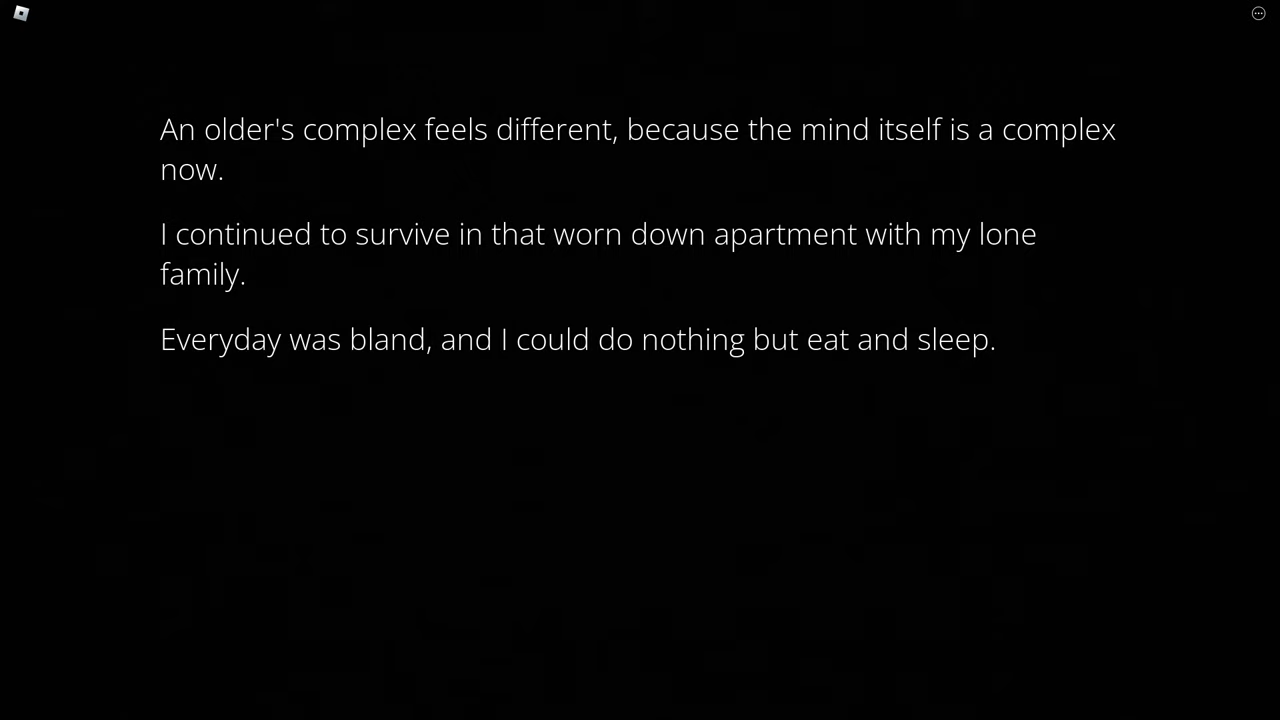 An older's complex feels different, because the mind itself is a complex
now.
I continued to survive in that worn down apartment with my lone
family.
Everyday was bland, and I could do nothing but eat and sleep.